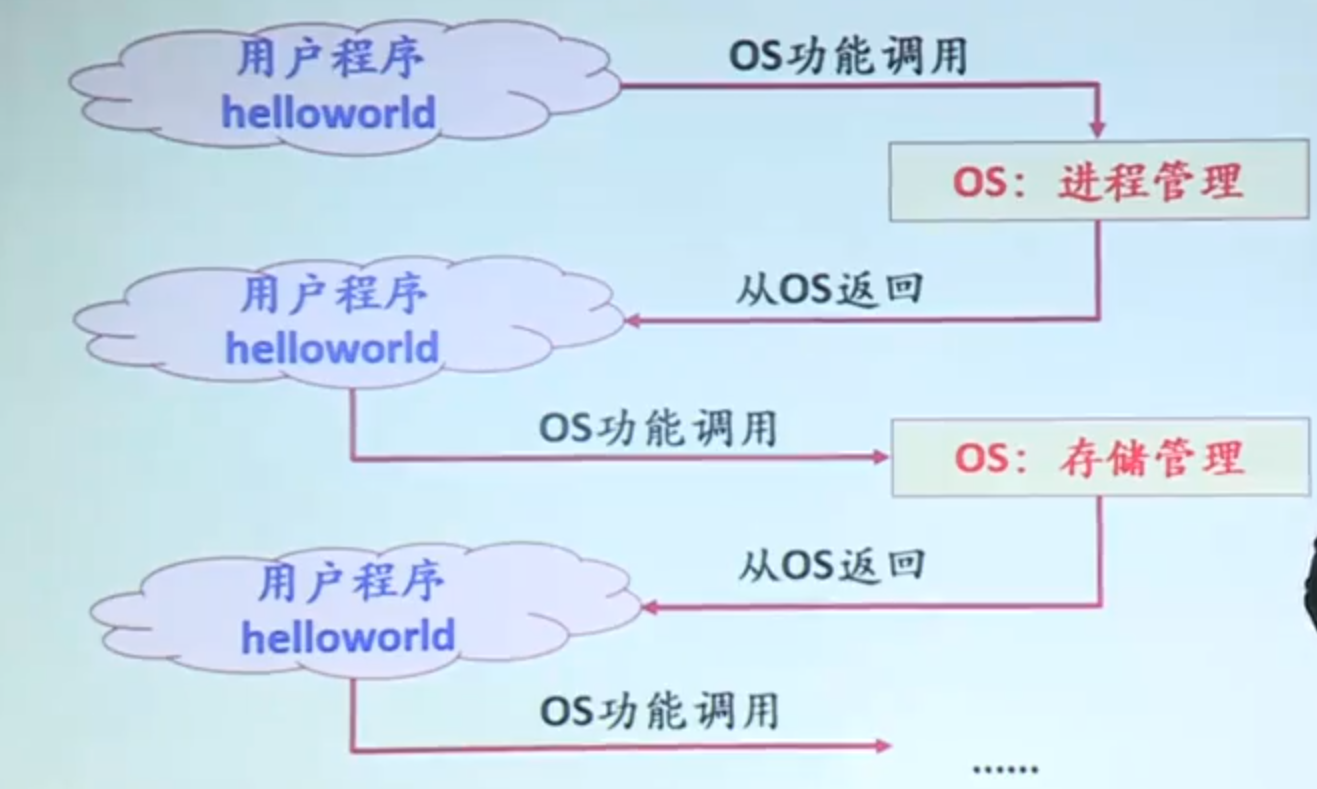 用户程序
helloworld
OS功能调用
OS：进程管理
从OS返回
用户程序
helloworld
OS功能调用
OS：存储管理
从OS返回
用户程序
helloworld
OS功能调用
......